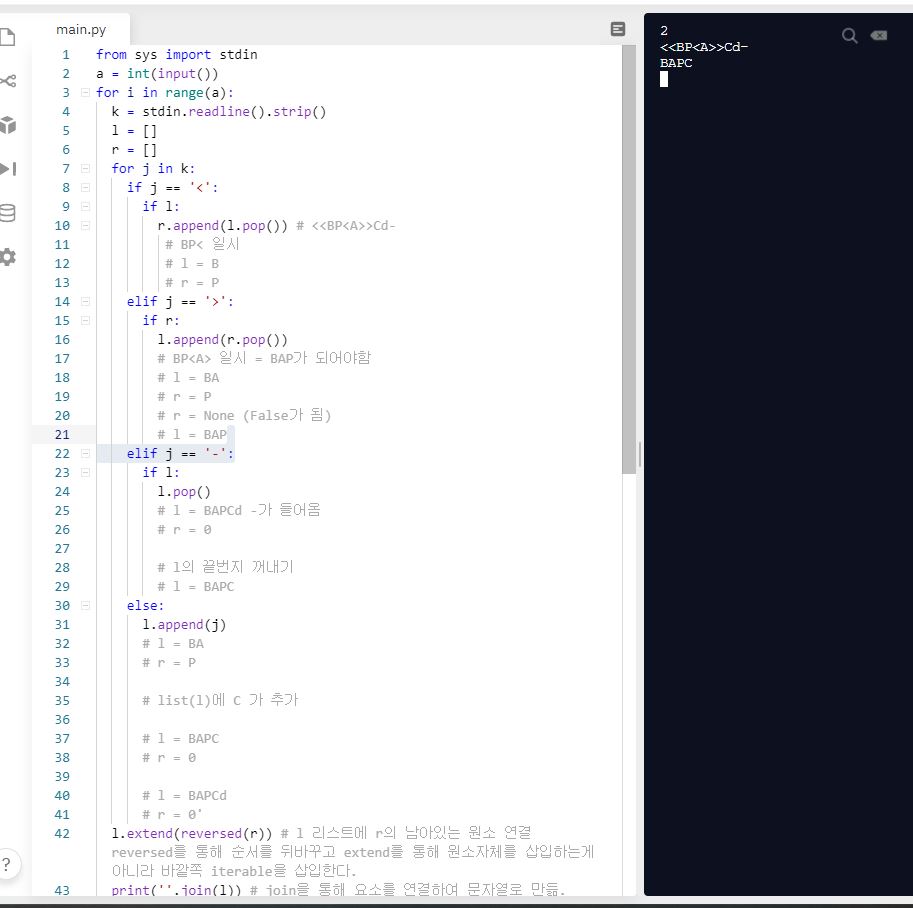 main.py
1 from sys import stdin
2 a = int(input())
3 for i in range(a):
4 k = stdin.readline().strip()
5 l = []
6 r = []
7 for j in k:
8 if j == '<':
9 if l:
10 r.append(l.pop()) # <<BP<A>>Cd-
11 # BP< 일시
12 # l = B
13 # r = P
14 elif j == '>':
15 if r:
16 l.append(r.pop())
17 # BP<A> 일시 = BAP가 되어야함
18 # l = BA
19 # r = P
20 # r = None (False가 됨)
21 # l = BAP
22 elif j == '-':
23 if l:
24 l.pop()
25 # l = BAPCd -가 들어옴
26 # r = 0
27
28 # l의 끝번지 꺼내기
29 # l = BAPC
30 else:
31 l.append(j)
32 # l = BA
33 # r = P
34
35 # list(l)에 C 가 추가
36
37 # l = BAPC
38 # r = 0
39
40 # l = BAPCd
41 # r = 0'
42 l.extend(reversed(r)) # l 리스트에 r의 남아있는 원소 연결
reversed를 통해 순서를 뒤바꾸고 extend를 통해 원소자체를 삽입하는게
아니라 바깥쪽 iterable을 삽입한다.
43 print(''.join(l)) # join을 통해 요소를 연결하여 문자열로 만듦.
?
2
<<BP<A>>Cd-
BAPC